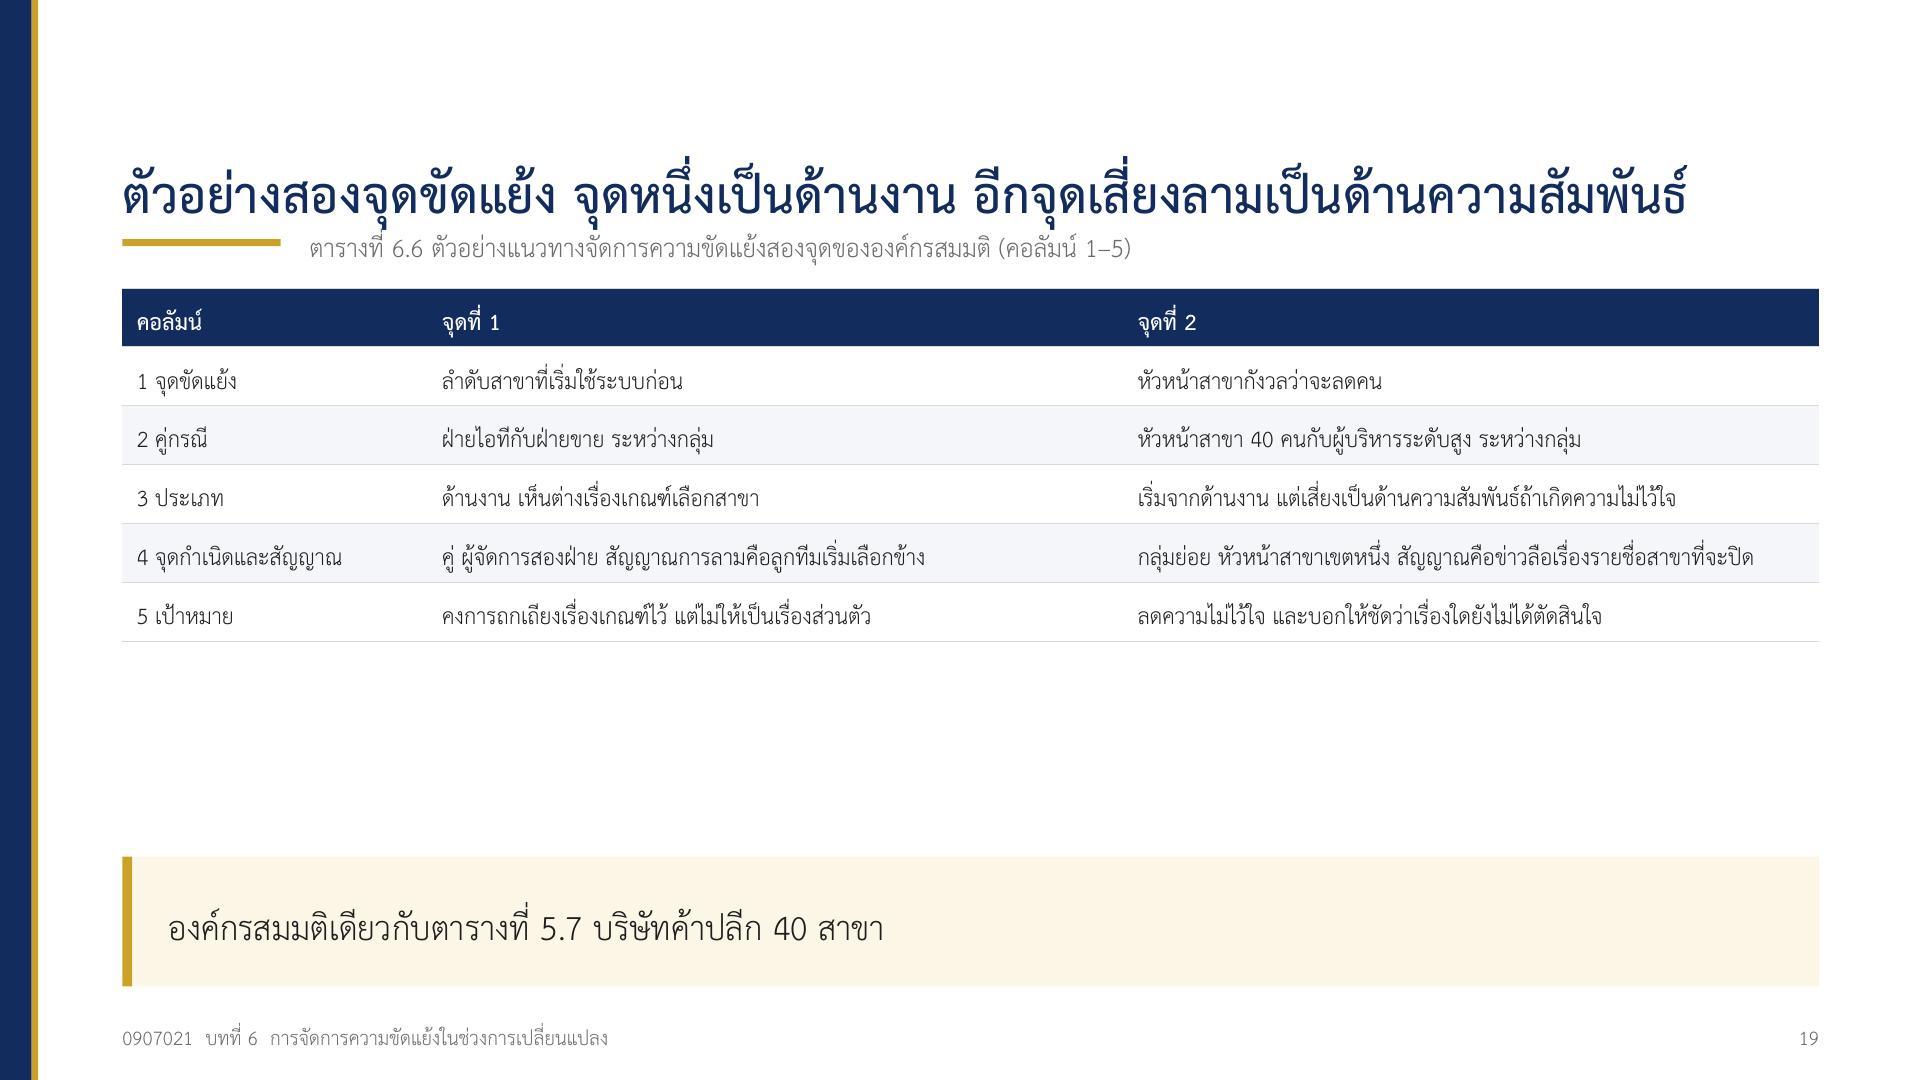 ตัวอย่างสองจุดขัดแย้ง จุดหนึ่งเป็นด้านงาน อีกจุดเสี่ยงลามเป็นด้านความสัมพันธ์
ตารางที่ 6.6 ตัวอย่างแนวทางจัดการความขัดแย้งสองจุดขององค์กรสมมติ (คอลัมน์ 1–5)
คอลัมน์ จุดที่ 1 จุดที่ 2
1 จุดขัดแย้ง ลำดับสาขาที่เริ่มใช้ระบบก่อน หัวหน้าสาขากังวลว่าจะลดคน
2 คู่กรณี ฝ่ายไอทีกับฝ่ายขาย ระหว่างกลุ่ม หัวหน้าสาขา 40 คนกับผู้บริหารระดับสูง ระหว่างกลุ่ม
3 ประเภท ด้านงาน เห็นต่างเรื่องเกณฑ์เลือกสาขา เริ่มจากด้านงาน แต่เสี่ยงเป็นด้านความสัมพันธ์ถ้าเกิดความไม่ไว้ใจ
4 จุดกำเนิดและสัญญาณ คู่ ผู้จัดการสองฝ่าย สัญญาณการลามคือลูกทีมเริ่มเลือกข้าง กลุ่มย่อย หัวหน้าสาขาเขตหนึ่ง สัญญาณคือข่าวลือเรื่องรายชื่อสาขาที่จะปิด
5 เป้าหมาย คงการถกเถียงเรื่องเกณฑ์ไว้ แต่ไม่ให้เป็นเรื่องส่วนตัว ลดความไม่ไว้ใจ และบอกให้ชัดว่าเรื่องใดยังไม่ได้ตัดสินใจ
องค์กรสมมติเดียวกับตารางที่ 5.7 บริษัทค้าปลีก 40 สาขา
0907021 บทที่ 6 การจัดการความขัดแย้งในช่วงการเปลี่ยนแปลง 19